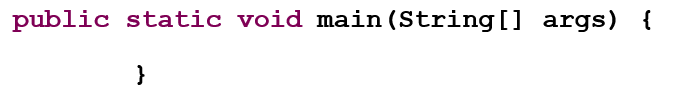 public static void main(String[] args) {
}